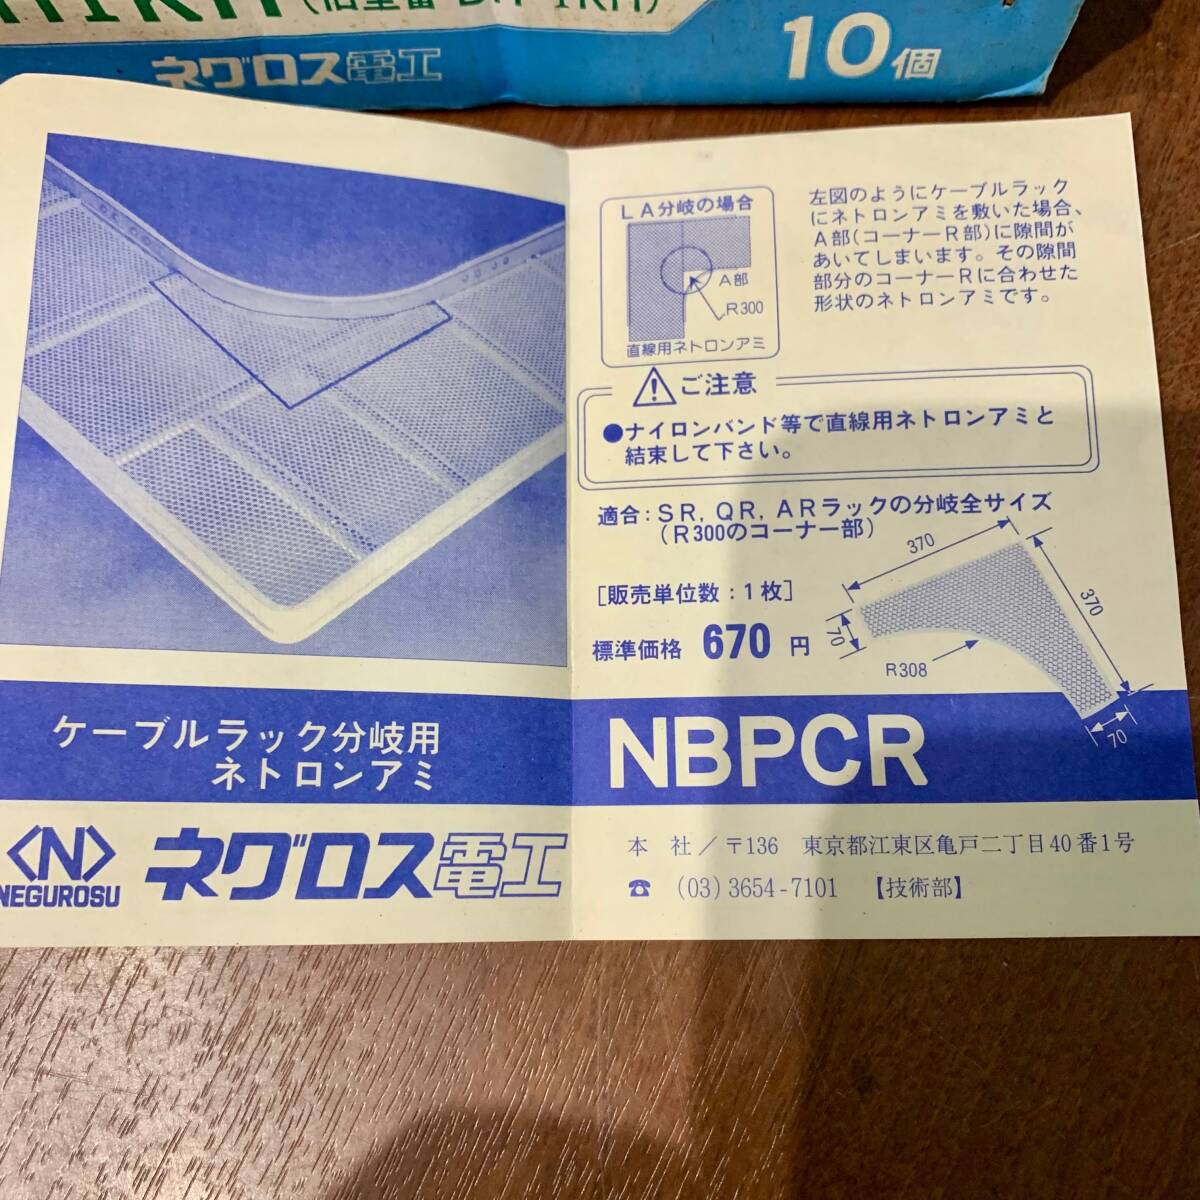 ネグロス電工
10個
LA分岐の場合
A部
R300
直線用ネトロンアミ
左図のようにケーブルラック
にネトロンアミを敷いた場合、
A部(コーナーR部)に隙間が
あいてしまいます。その隙間
部分のコーナーRに合わせた
形状のネトロンアミです。
ご注意
●ナイロンバンド等で直線用ネトロンアミと
結束して下さい。
適合:SR,QR,ARラックの分岐全サイズ
(R300のコーナー部)
370
370
70
R308
70
[販売単位数:1枚]
標準価格 670 円
ケーブルラック分岐用
ネトロンアミ
NBPCR
<N>
NEGUROSU
ネグロス電工
本 社/〒136 東京都江東区亀戸二丁目40番1号
☎ (03)3654-7101 【技術部】